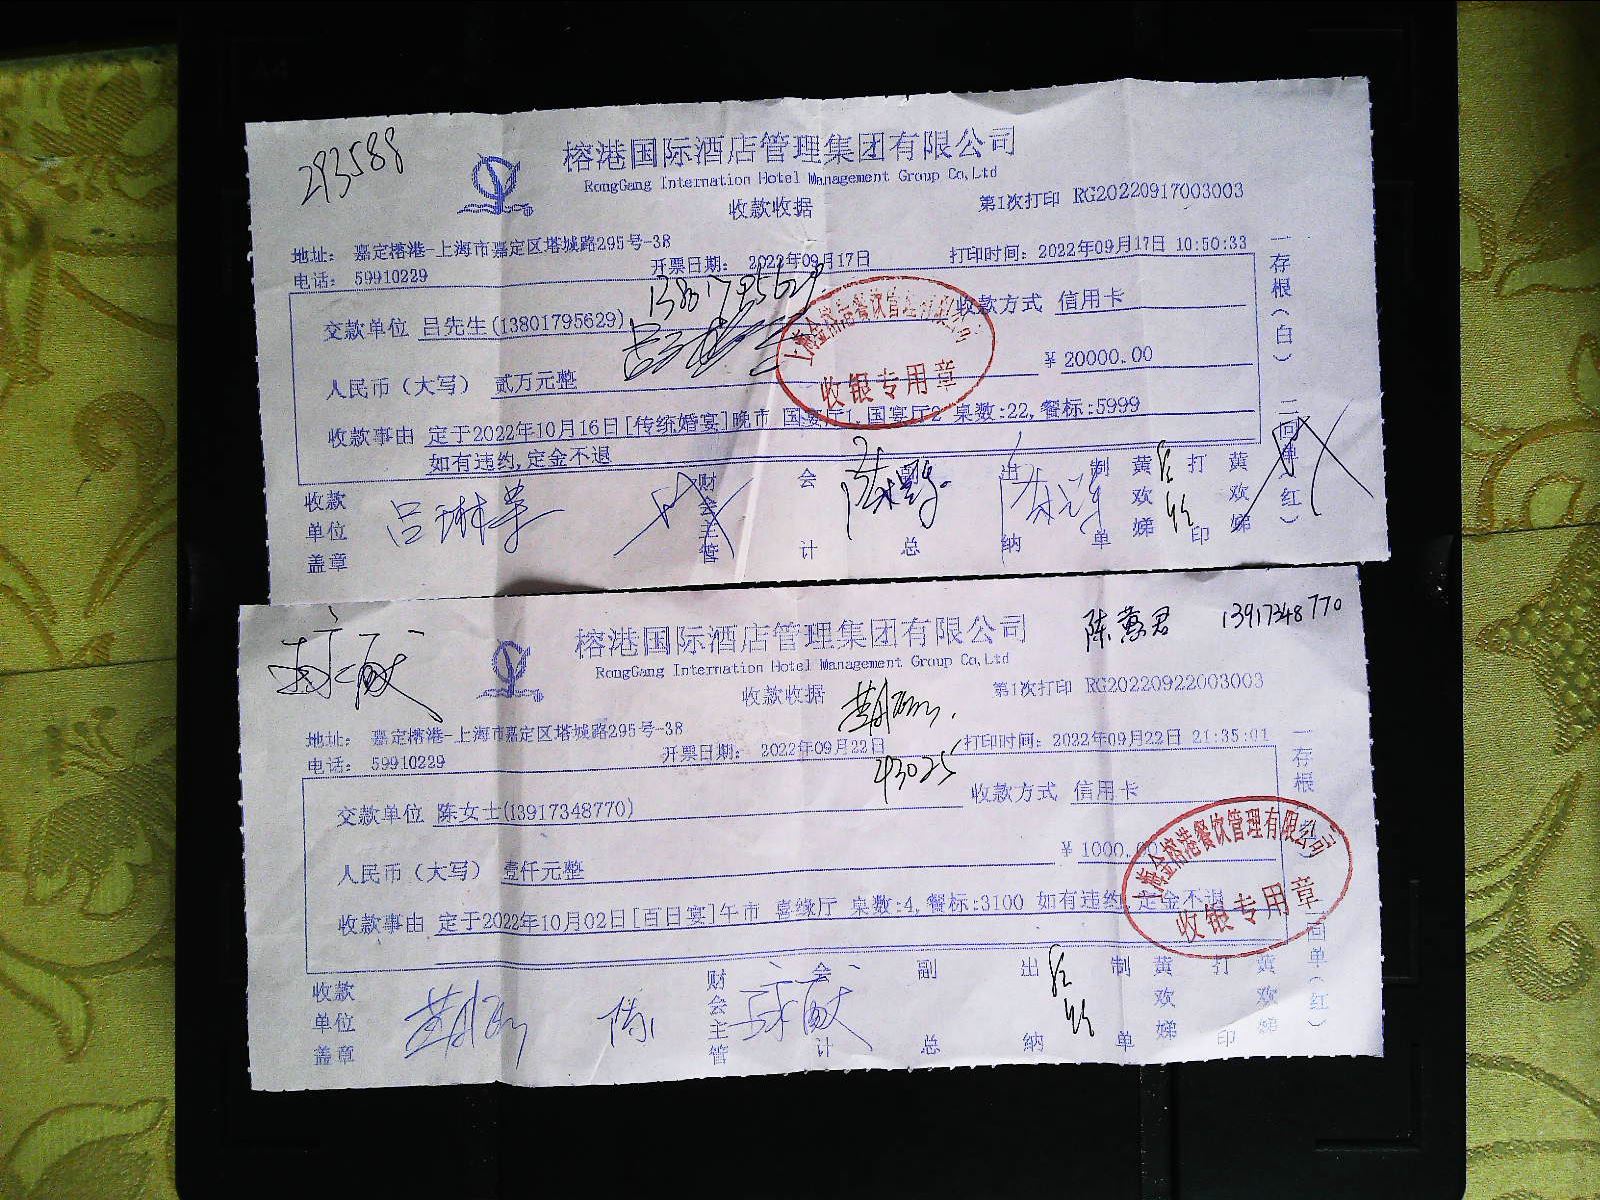 293588
榕港国际酒店管理集团有限公司
RongGang Internation Hotel Management Group Co,Ltd
收款收据
第1次打印 RG20220917003003
地址: 嘉定榕港-上海市嘉定区塔城路295号-38
电话: 59910229
开票日期: 2022年09月17日
打印时间: 2022年09月17日 10:50:33
13801795629
交款单位 吕先生(13801795629)
收款方式 信用卡
人民币(大写) 贰万元整
¥ 20000.00
收银专用章
收款事由 定于2022年10月16日[传统婚宴]晚市 国宴厅1,国宴厅2 桌数:22,餐标:5999
如有违约,定金不退
一存根(白)
二回单(红)
收款单位盖章
吕琳
财会主管
会计
副总
出纳
制单
黄欢娣
打印
黄欢娣
榕港国际酒店管理集团有限公司
RongGang Internation Hotel Management Group Co,Ltd
陈蕙君 13917348770
收款收据
第1次打印 RG20220922003003
地址: 嘉定榕港-上海市嘉定区塔城路295号-38
电话: 59910229
开票日期: 2022年09月22日
打印时间: 2022年09月22日 21:35:01
43025
交款单位 陈女士(13917348770)
收款方式 信用卡
人民币(大写) 壹仟元整
¥ 1000.00
餐饮管理有限公司
收银专用章
收款事由 定于2022年10月02日[百日宴]午市 喜缘厅 桌数:4,餐标:3100 如有违约,定金不退
一存根
二回单(红)
收款单位盖章
财会主管
会计
副总
出纳
制单
黄欢娣
打印
黄欢娣